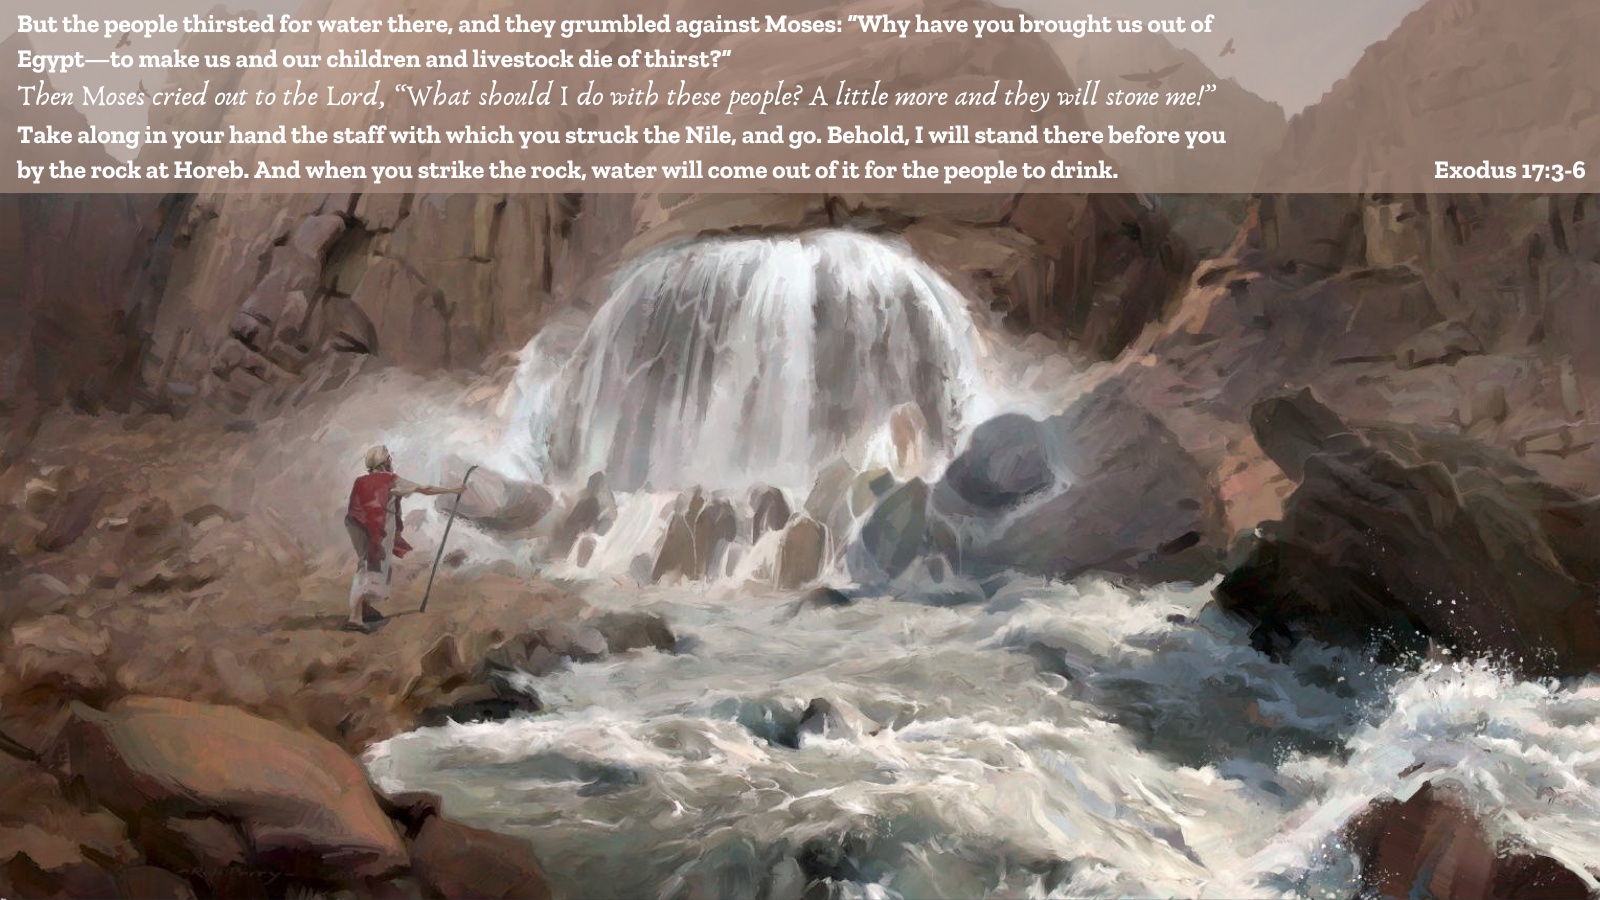 But the people thirsted for water there, and they grumbled against Moses: “Why have you brought us out of
Egypt—to make us and our children and livestock die of thirst?”
Then Moses cried out to the Lord, “What should I do with these people? A little more and they will stone me!”
Take along in your hand the staff with which you struck the Nile, and go. Behold, I will stand there before you
by the rock at Horeb. And when you strike the rock, water will come out of it for the people to drink.
Exodus 17:3-6